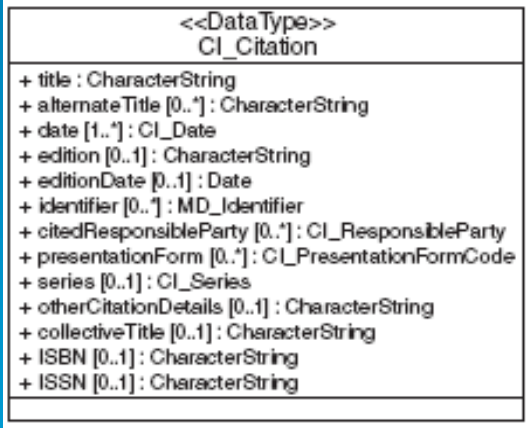 <<DataType>>
CI_Citation
+ title : CharacterString
+ alternateTitle [0..*] : CharacterString
+ date [1..*] : CI_Date
+ edition [0..1] : CharacterString
+ editionDate [0..1] : Date
+ identifier [0..*] : MD_Identifier
+ citedResponsibleParty [0..*] : CI_ResponsibleParty
+ presentationForm [0..*] : CI_PresentationFormCode
+ series [0..1] : CI_Series
+ otherCitationDetails [0..1] : CharacterString
+ collectiveTitle [0..1] : CharacterString
+ ISBN [0..1] : CharacterString
+ ISSN [0..1] : CharacterString